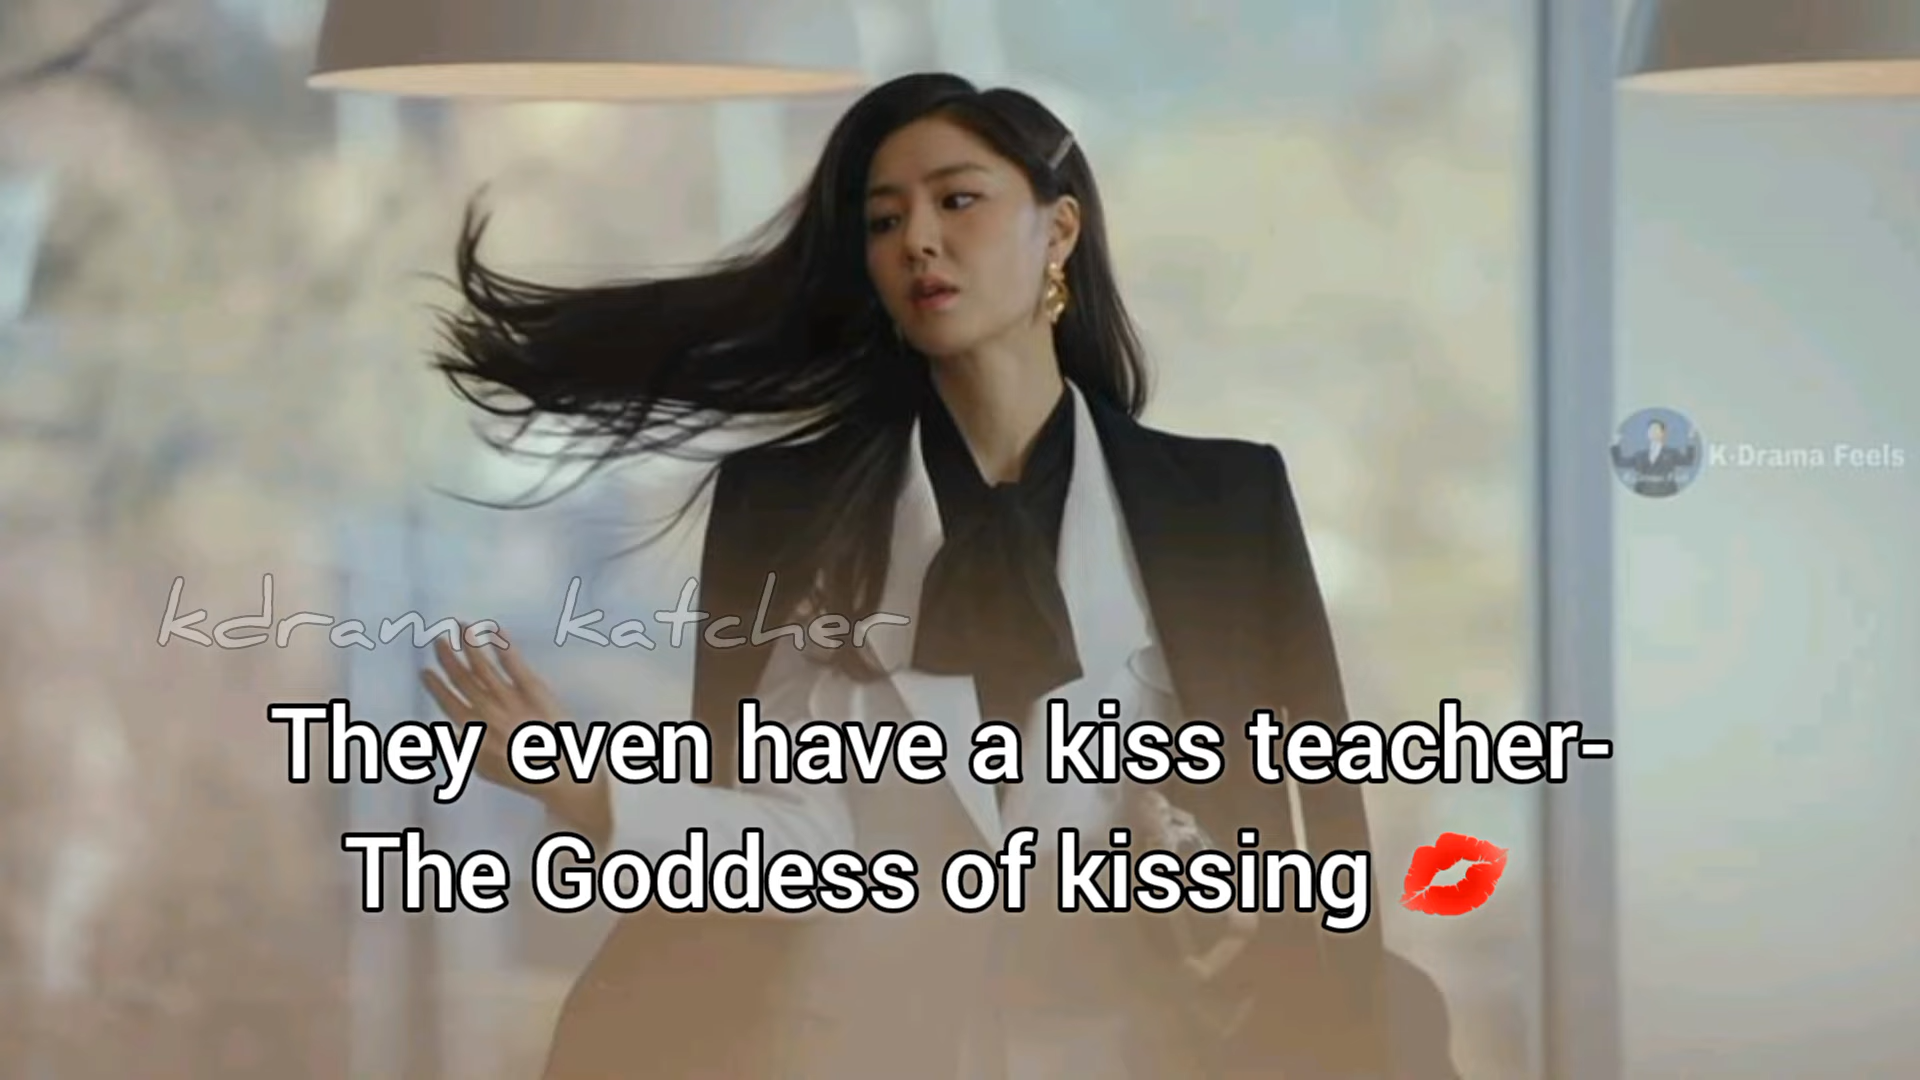 K-Drama Feels
kdrama katcher
They even have a kiss teacher-
The Goddess of kissing 💋